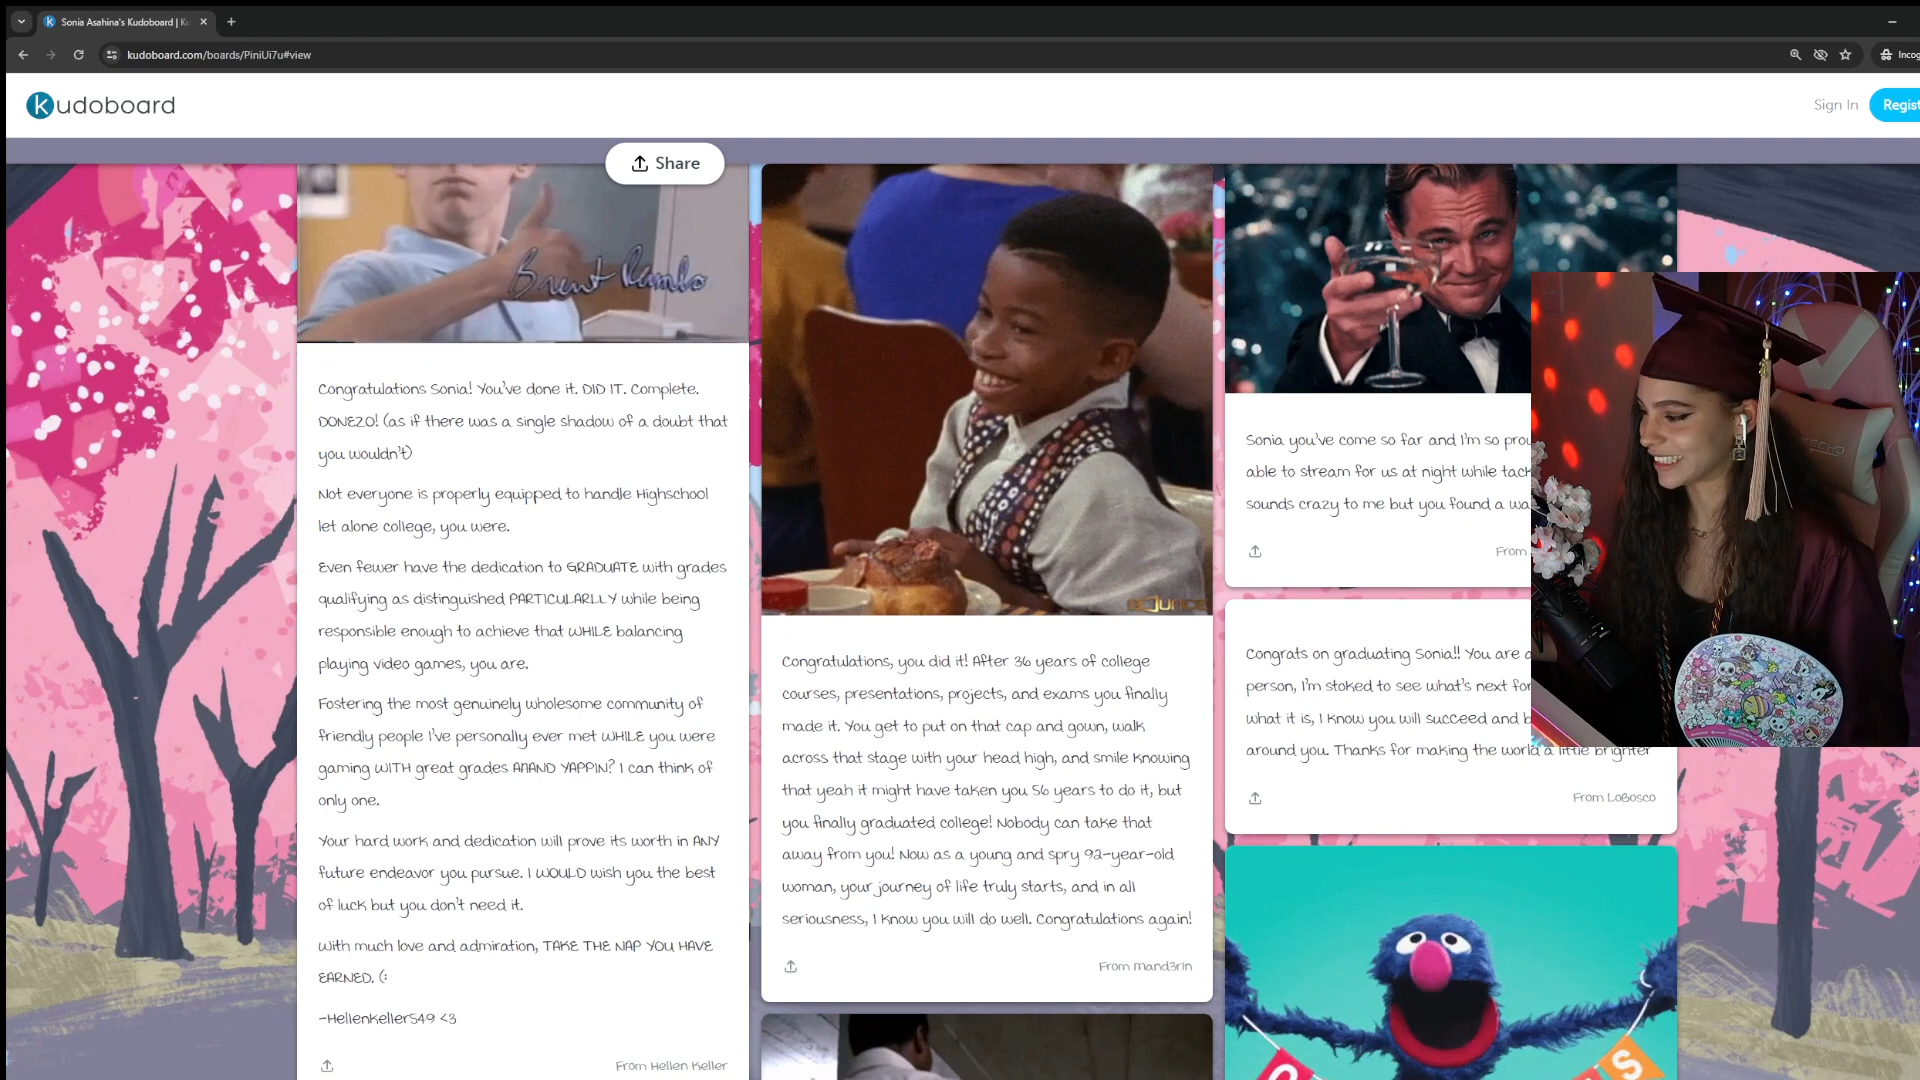 Sonia Asahina's Kudoboard | Ku
kudoboard.com/boards/PiniUi7u#view
Incog
kudoboard
Sign In
Regist
Share
Brent Rambo
Congratulations Sonia! You've done it. DID IT. Complete.
DONEZO! (as if there was a single shadow of a doubt that
you wouldn't)
Not everyone is properly equipped to handle Highschool
let alone college, you were.
Even fewer have the dedication to GRADUATE with grades
qualifying as distinguished PARTICULARLLY while being
responsible enough to achieve that WHILE balancing
playing video games, you are.
Fostering the most genuinely wholesome community of
friendly people I've personally ever met WHILE you were
gaming WITH great grades AAAND YAPPIN? I can think of
only one.
Your hard work and dedication will prove its worth in ANY
future endeavor you pursue. I WOULD wish you the best
of luck but you don't need it.
With much love and admiration, TAKE THE NAP YOU HAVE
EARNED. (:
-HellenKeller549 <3
From Hellen Keller
BOUNCE
Congratulations, you did it! After 36 years of college
courses, presentations, projects, and exams you finally
made it. You get to put on that cap and gown, walk
across that stage with your head high, and smile knowing
that yeah it might have taken you 56 years to do it, but
you finally graduated college! Nobody can take that
away from you! Now as a young and spry 92-year-old
woman, your journey of life truly starts, and in all
seriousness, I know you will do well. Congratulations again!
From mand3rin
Sonia you've come so far and I'm so prou
able to stream for us at night while tack
sounds crazy to me but you found a wa
From
Congrats on graduating Sonia!! You are a
person, I'm stoked to see what's next for
what it is, I know you will succeed and b
around you. Thanks for making the world a little brighter
From LoBosco
S